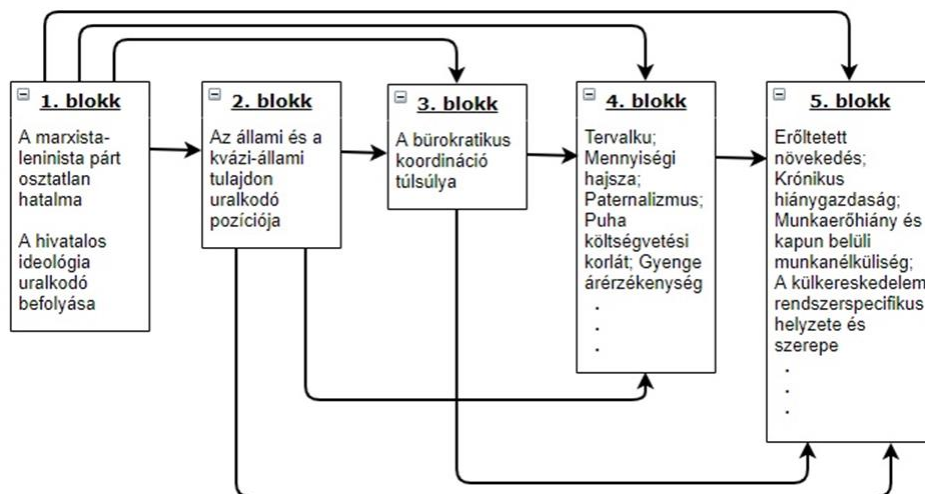 1. blokk
A marxista-
leninista párt
osztatlan
hatalma
A hivatalos
ideológia
uralkodó
befolyása
2. blokk
Az állami és a
kvázi-állami
tulajdon
uralkodó
pozíciója
3. blokk
A bürokratikus
koordináció
túlsúlya
4. blokk
Tervalku;
Mennyiségi
hajsza;
Paternalizmus;
Puha
költségvetési
korlát; Gyenge
árérzékenység
.
.
.
5. blokk
Erőltetett
növekedés;
Krónikus
hiánygazdaság;
Munkaerőhiány és
kapun belüli
munkanélküliség;
A külkereskedelem
rendszerspecifikus
helyzete és
szerepe
.
.
.